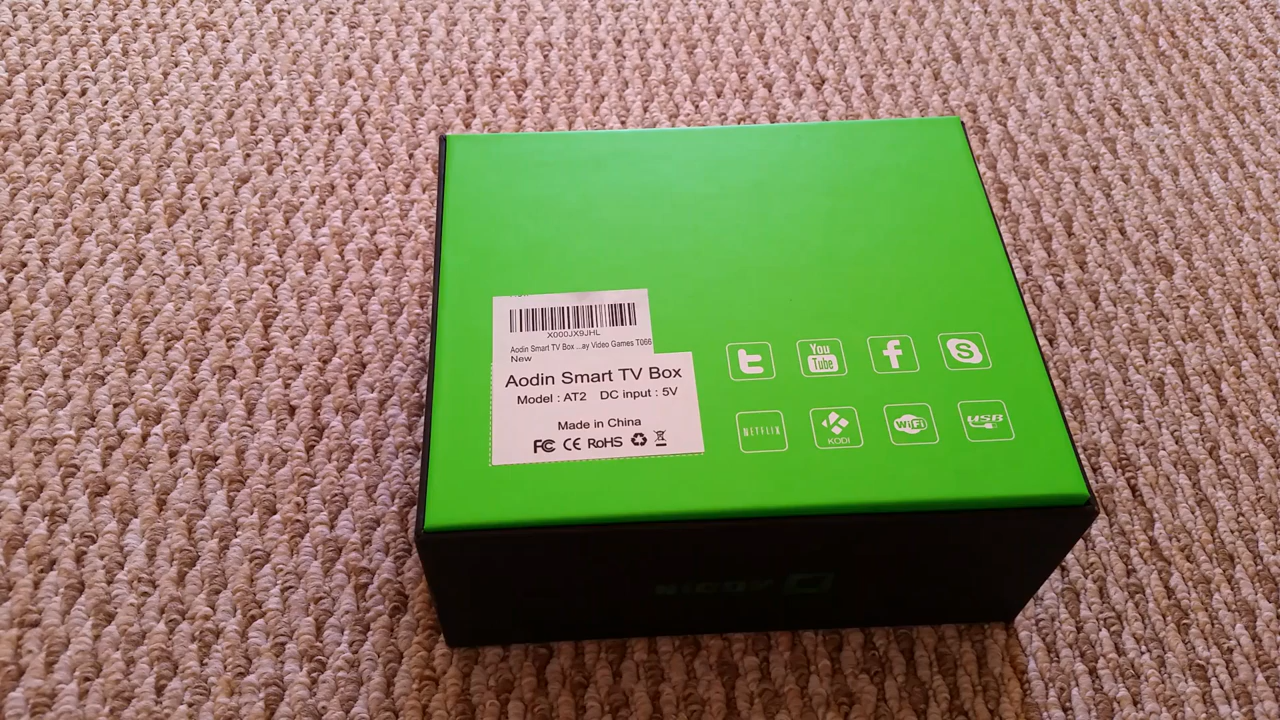 X000JX9JHL
Aodin Smart TV Box ...ay Video Games T066
New
Aodin Smart TV Box
Model : AT2 DC input : 5V
Made in China
FC CE RoHS
You
Tube
NETFLIX
KODI
WiFi
USB
AODIN